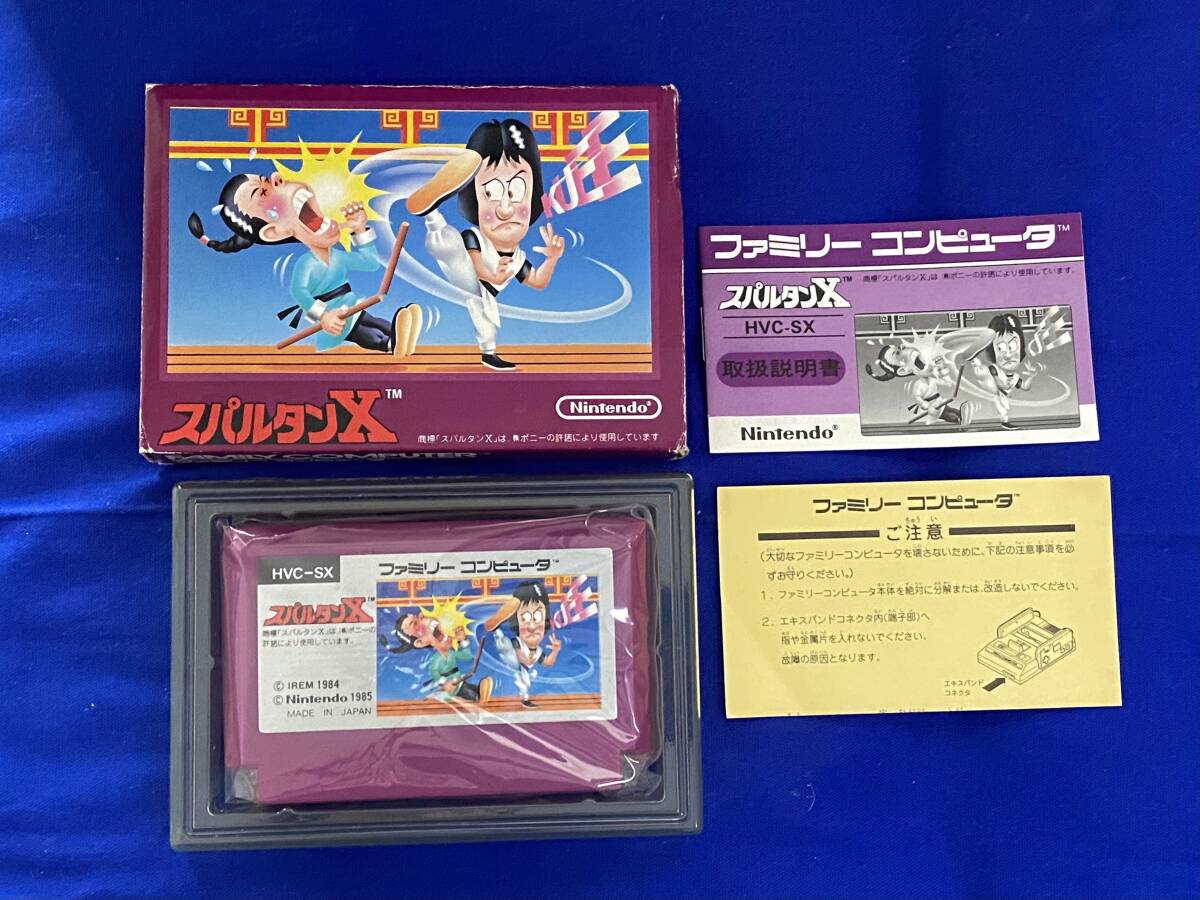 スパルタンX™
Nintendo®
商標「スパルタンX」は、㈱ポニーの許諾により使用しています
FAMILY COMPUTER™
ファミリー コンピュータ™
スパルタンX™
商標「スパルタンX」は、㈱ポニーの許諾により使用しています。
HVC-SX
取扱説明書
Nintendo®
HVC-SX
ファミリー コンピュータ™
スパルタンX™
商標「スパルタンX」は、㈱ポニーの
許諾により使用しています。
© IREM 1984
© Nintendo 1985
MADE IN JAPAN
ファミリー コンピュータ™
ご注意
(大切なファミリーコンピュータを壊さないために、下記の注意事項を必
ずお守りください。)
1. ファミリーコンピュータ本体を絶対に分解または、改造しないでください。
2. エキスパンドコネクタ内(端子部)へ
指や金属片を入れないでください。
故障の原因となります。
エキスパンド
コネクタ